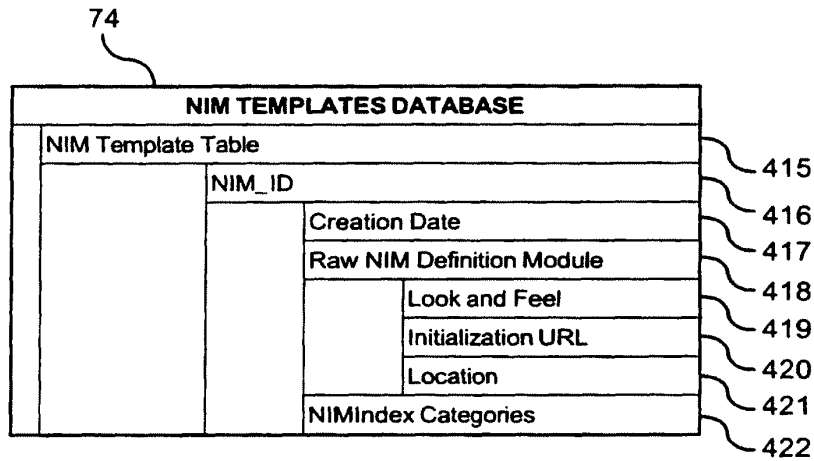 74
NIM TEMPLATES DATABASE
NIM Template Table
415
NIM_ID
416
Creation Date
417
Raw NIM Definition Module
418
Look and Feel
419
Initialization URL
420
Location
421
NIMIndex Categories
422